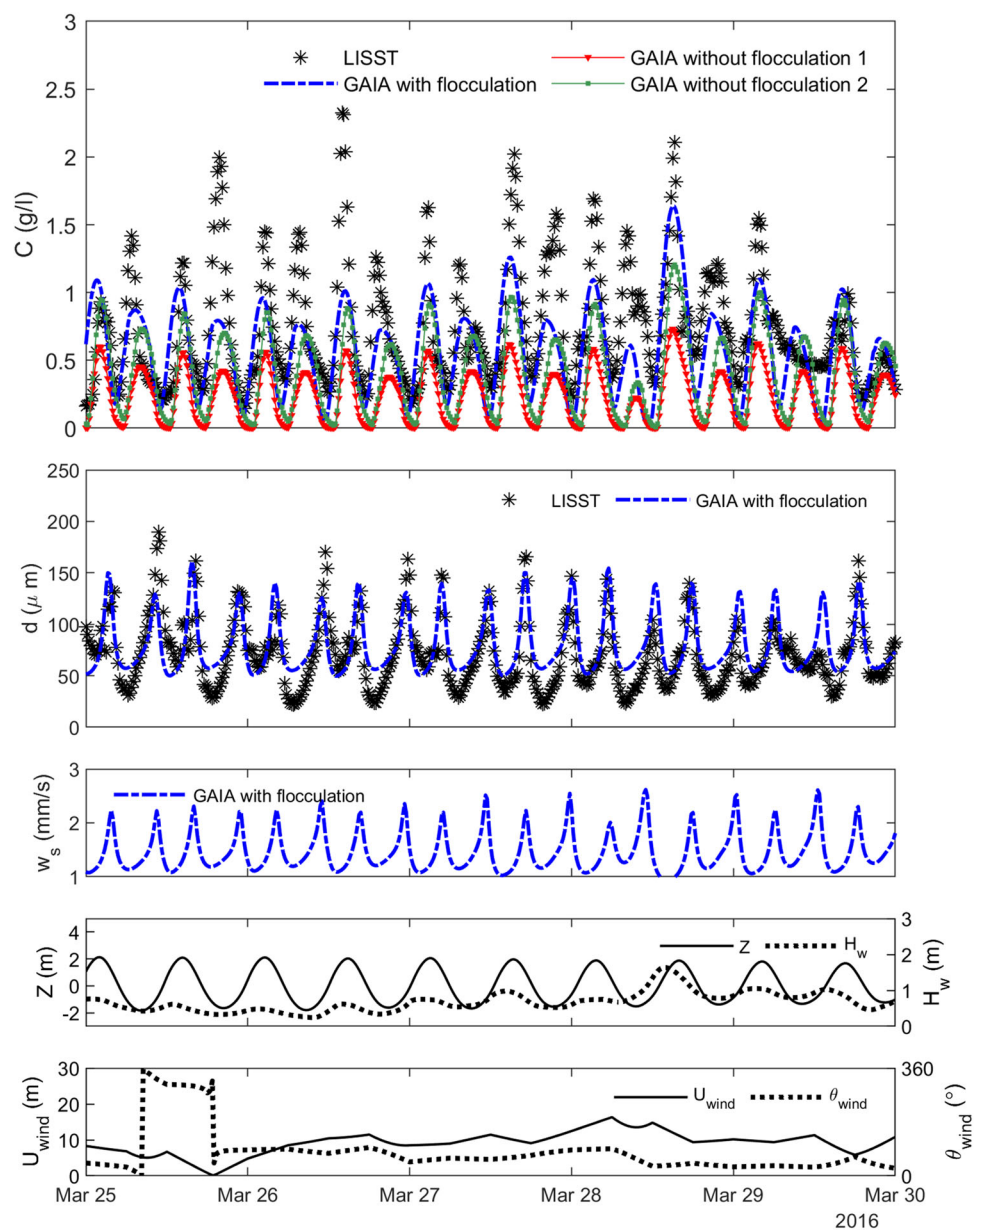 3
LISST
GAIA without flocculation 1
GAIA with flocculation
GAIA without flocculation 2
2.5
2
1.5
1
0.5
0
C (g/l)
250
LISST
GAIA with flocculation
200
150
100
50
0
d (μ m)
3
GAIA with flocculation
2
1
w_s (mm/s)
4
2
0
-2
Z (m)
Z
H_w
3
2
1
0
H_w (m)
30
20
10
0
U_wind (m)
U_wind
θ_wind
360
0
θ_wind (°)
Mar 25
Mar 26
Mar 27
Mar 28
Mar 29
Mar 30
2016